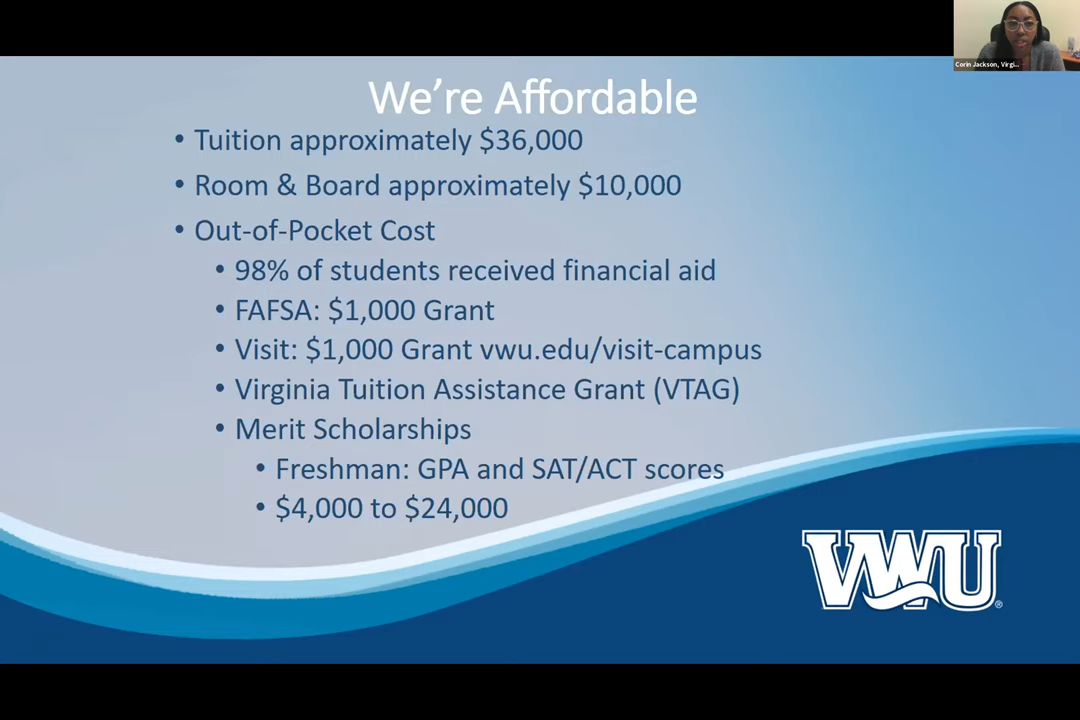 Corin Jackson, Virgi...
We're Affordable
• Tuition approximately $36,000
• Room & Board approximately $10,000
• Out-of-Pocket Cost
• 98% of students received financial aid
• FAFSA: $1,000 Grant
• Visit: $1,000 Grant vwu.edu/visit-campus
• Virginia Tuition Assistance Grant (VTAG)
• Merit Scholarships
• Freshman: GPA and SAT/ACT scores
• $4,000 to $24,000
VWU®